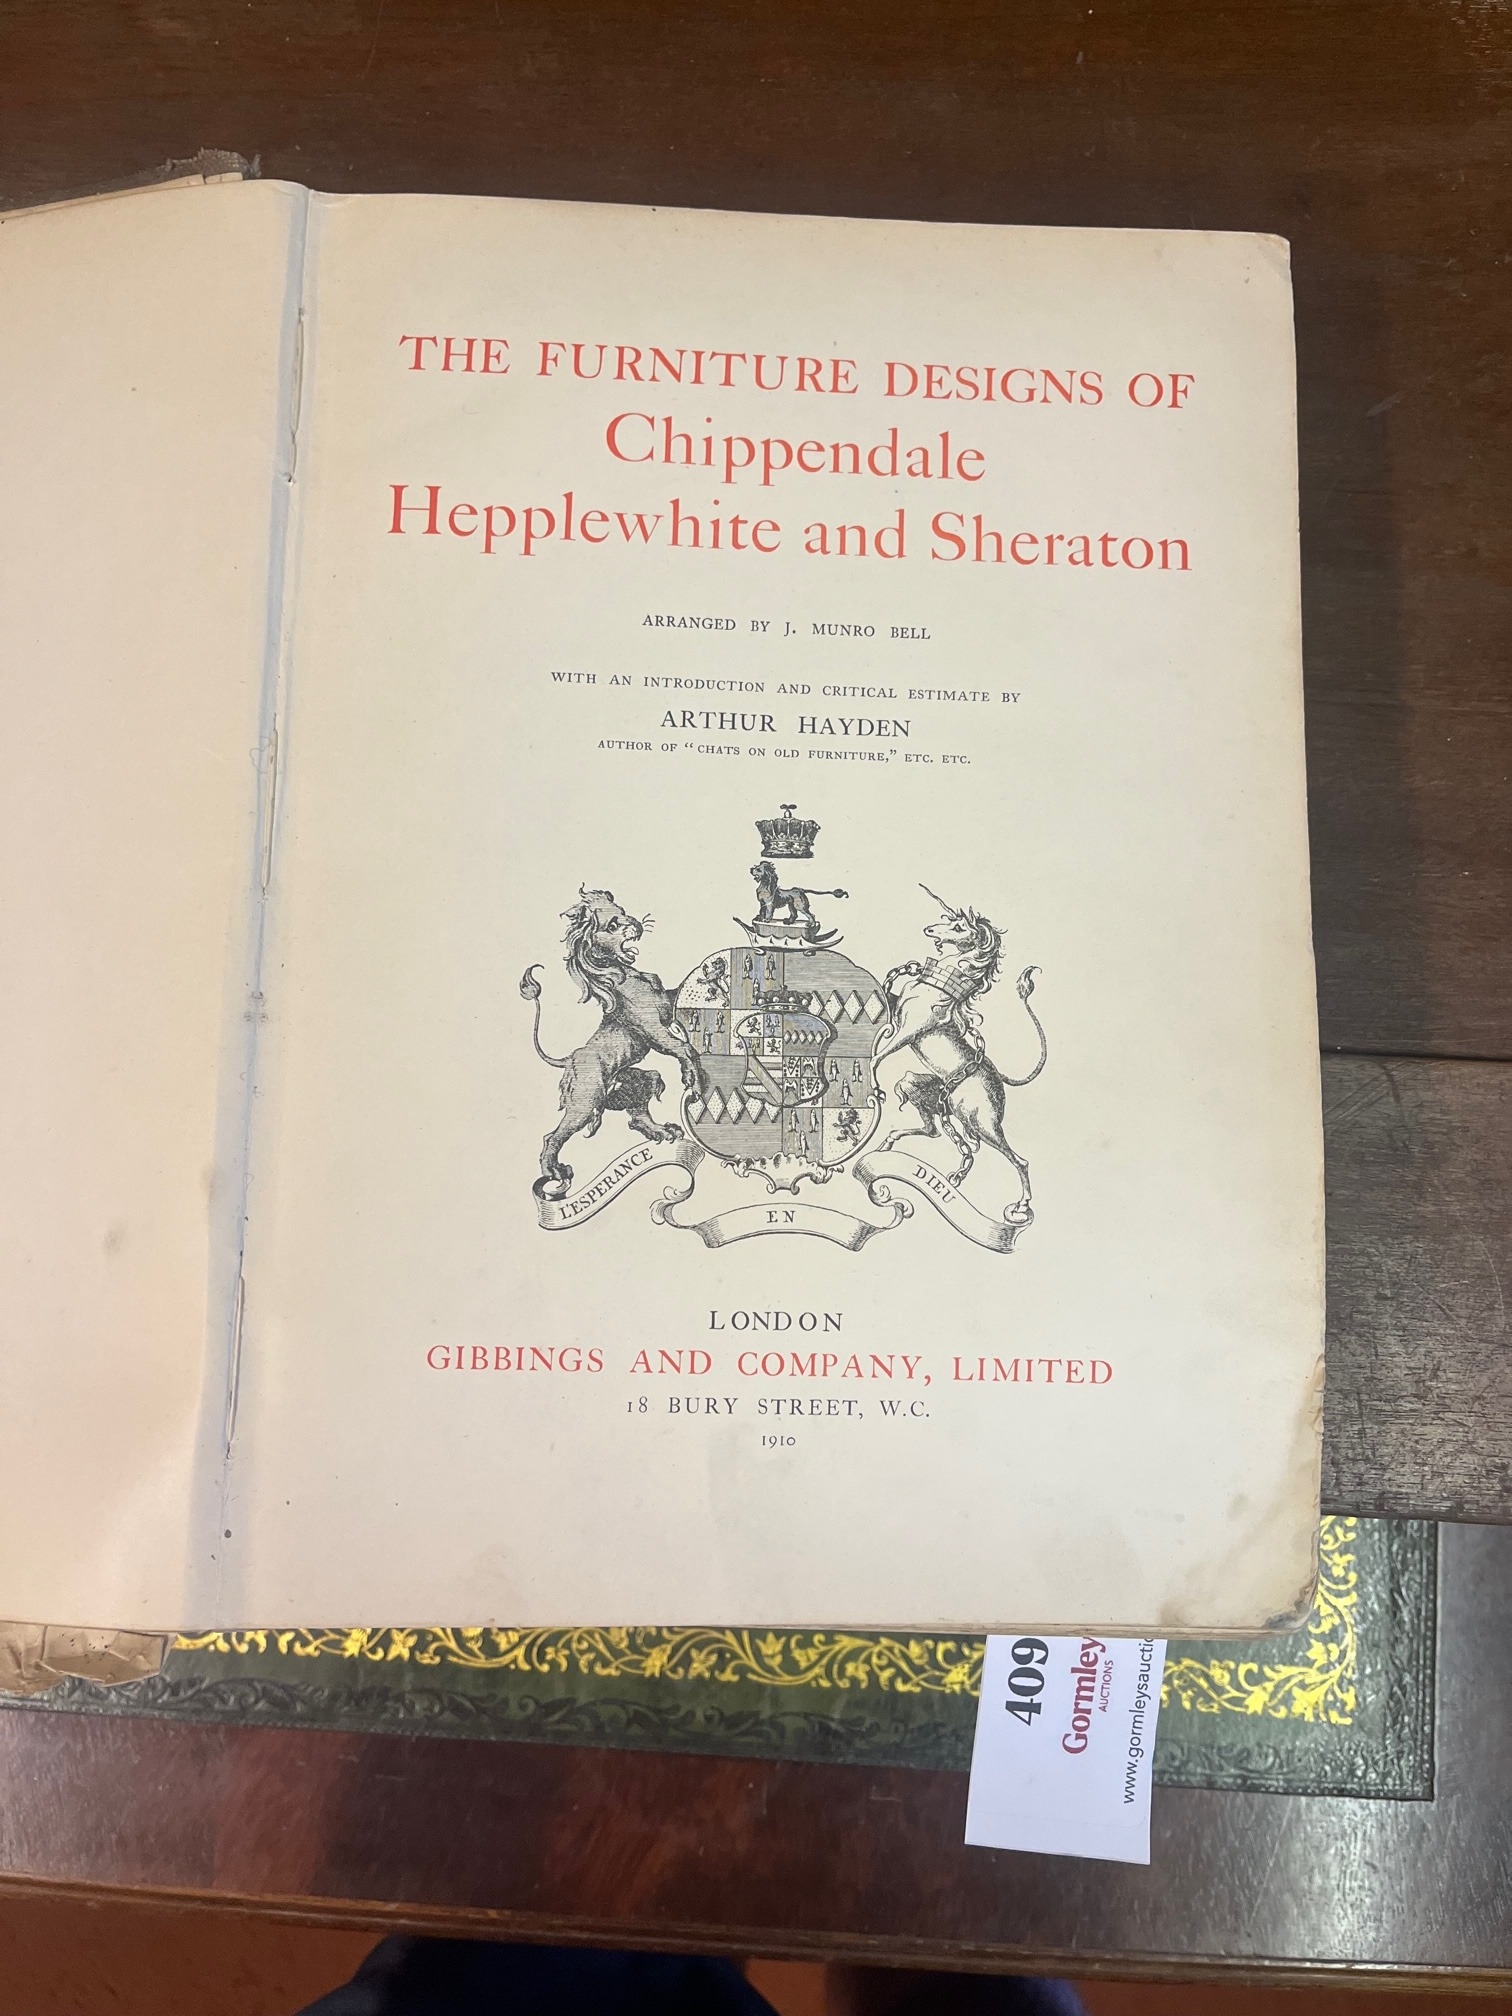 THE FURNITURE DESIGNS OF
Chippendale
Hepplewhite and Sheraton
ARRANGED BY J. MUNRO BELL
WITH AN INTRODUCTION AND CRITICAL ESTIMATE BY
ARTHUR HAYDEN
AUTHOR OF “CHATS ON OLD FURNITURE,” ETC. ETC.
L'ESPERANCE
EN
DIEU
LONDON
GIBBINGS AND COMPANY, LIMITED
18 BURY STREET, W.C.
1910
409
Gormley
AUCTIONS